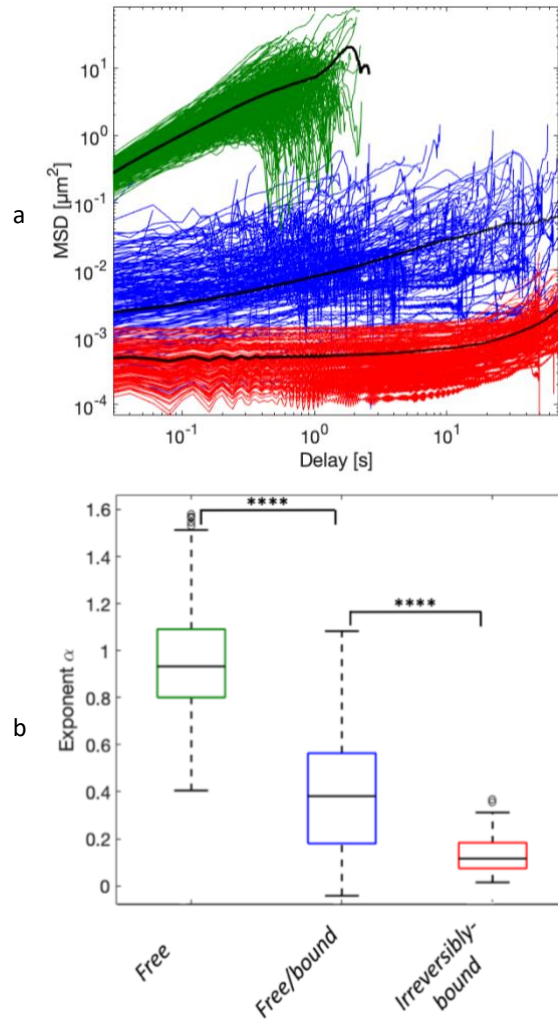 a
MSD [μm²]
10¹
10⁰
10⁻¹
10⁻²
10⁻³
10⁻⁴
10⁻¹ 10⁰ 10¹
Delay [s]
b
Exponent α
1.6
1.4
1.2
1
0.8
0.6
0.4
0.2
0
****
****
Free
Free/bound
Irreversibly-
bound